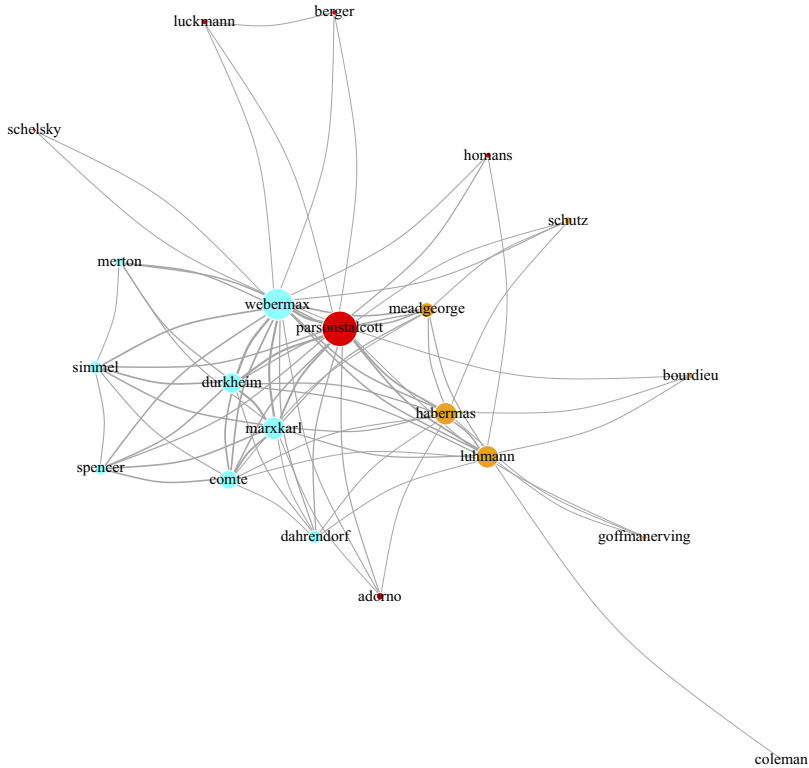 berger
luckmann
schelsky
homans
schutz
merton
webermax
meadgeorge
parsonstalcott
simmel
bourdieu
durkheim
habermas
marxkarl
luhmann
spencer
comte
dahrendorf
goffmanerving
adorno
coleman